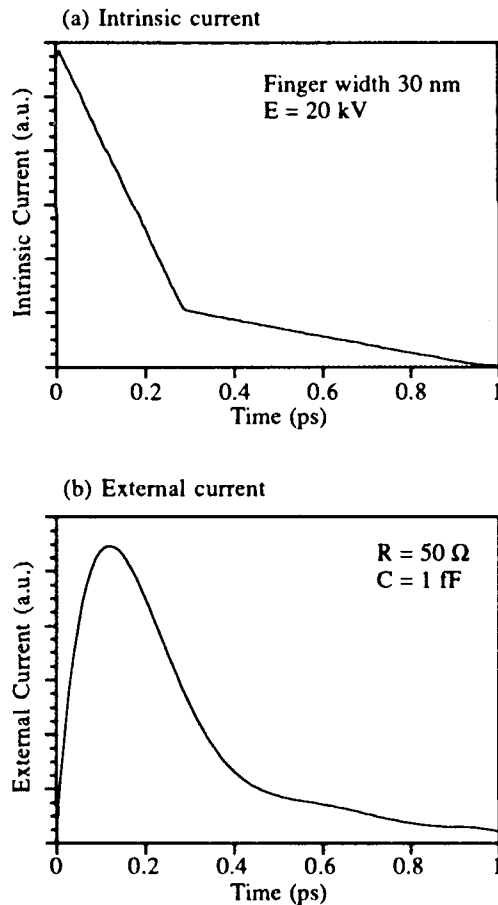 (a) Intrinsic current
Finger width 30 nm
E = 20 kV
Intrinsic Current (a.u.)
0 0.2 0.4 0.6 0.8 1
Time (ps)
(b) External current
R = 50 Ω
C = 1 fF
External Current (a.u.)
0 0.2 0.4 0.6 0.8 1
Time (ps)